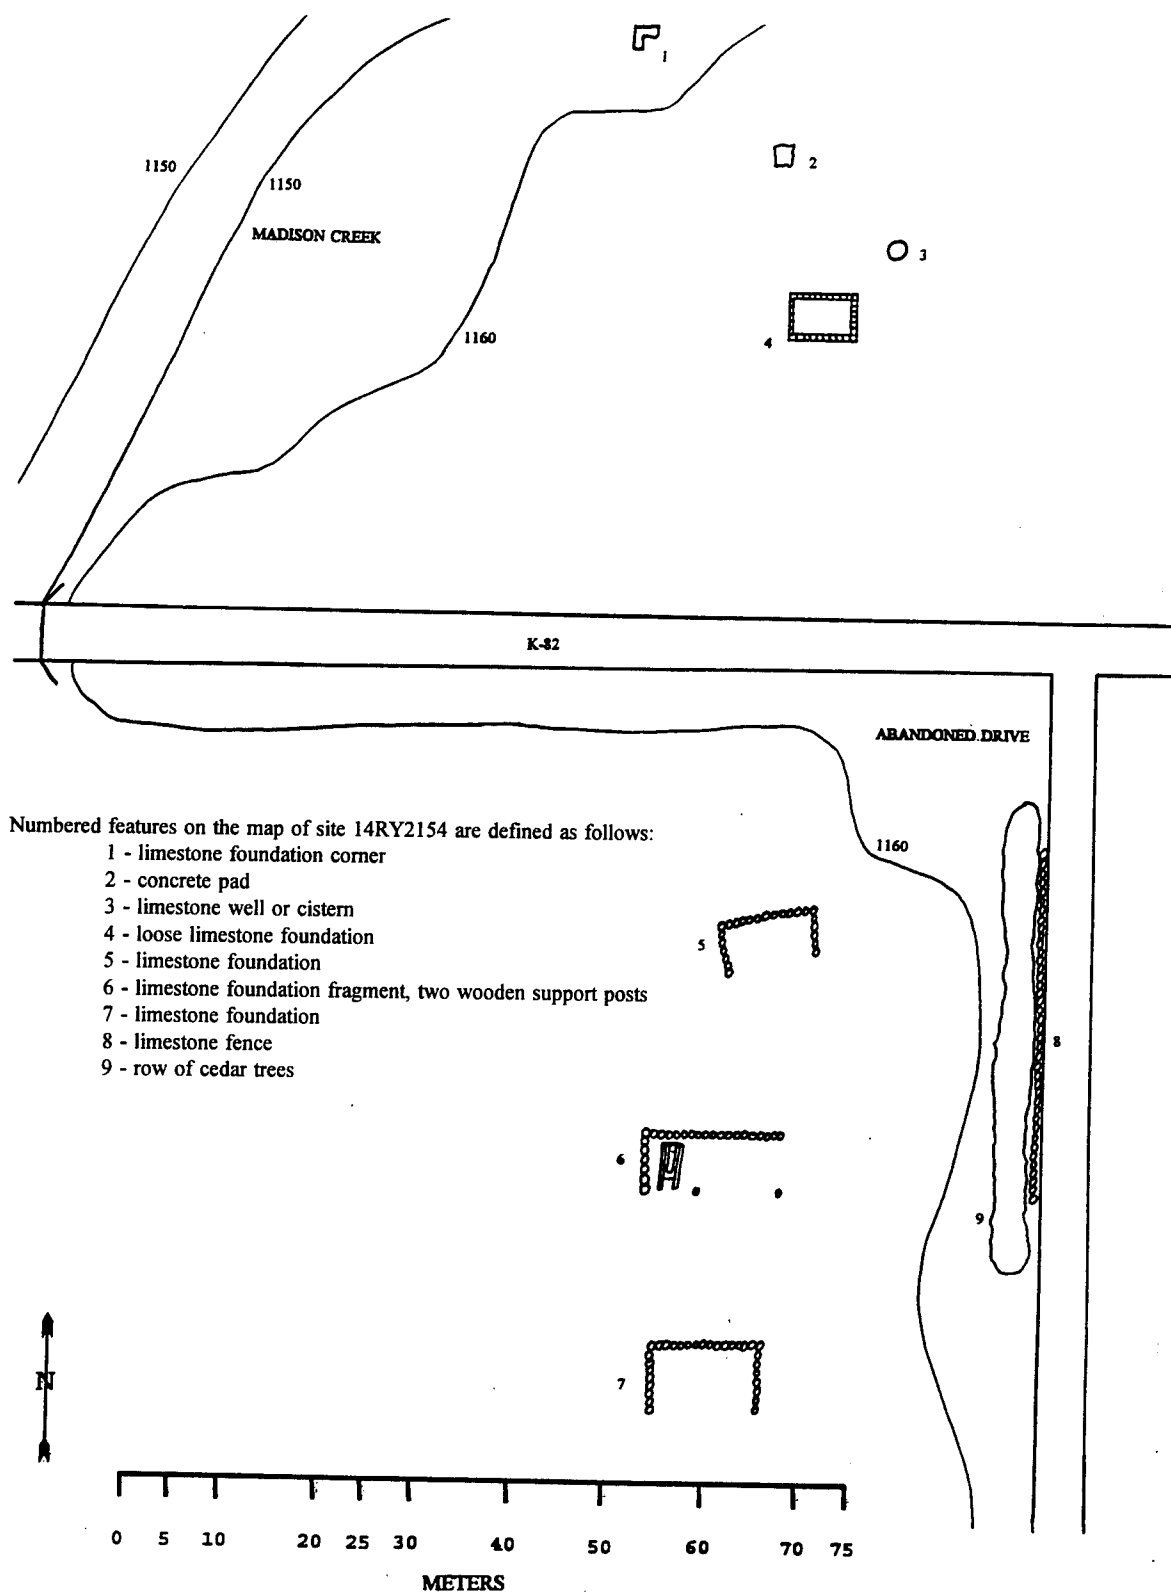 1
1150
2
1150
MADISON CREEK
3
1160
4
K-82
ABANDONED DRIVE
Numbered features on the map of site 14RY2154 are defined as follows:
1 - limestone foundation corner
2 - concrete pad
3 - limestone well or cistern
4 - loose limestone foundation
5 - limestone foundation
6 - limestone foundation fragment, two wooden support posts
7 - limestone foundation
8 - limestone fence
9 - row of cedar trees
1160
5
8
6
9
N
7
0 5 10 20 25 30 40 50 60 70 75
METERS